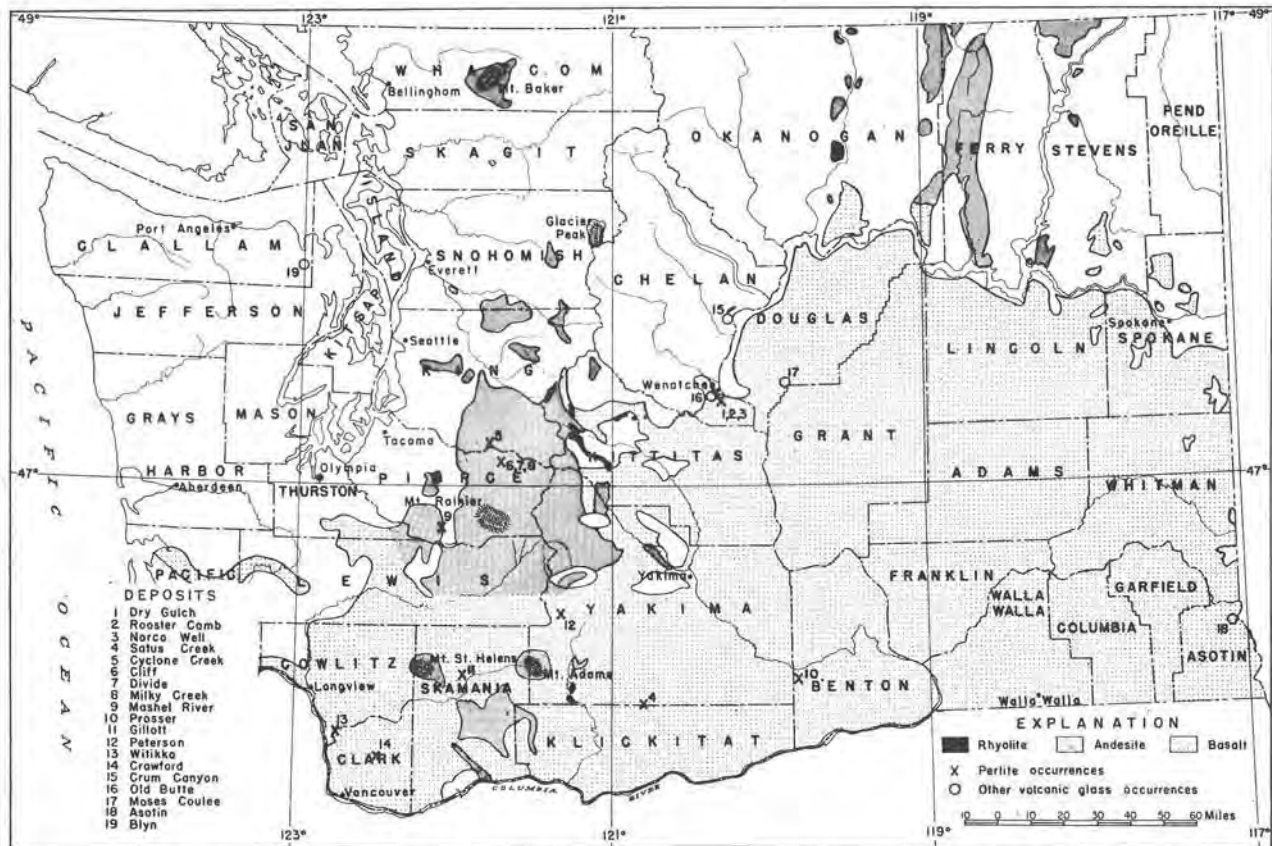 49°
123°
121°
119°
117°
49°
WHATCOM
Bellingham
Mt. Baker
SAN
JUAN
SKAGIT
OKANOGAN
FERRY
STEVENS
PEND
OREILLE
ISLAND
Port Angeles
CLALLAM
19
Glacier
Peak
SNOHOMISH
Everett
CHELAN
JEFFERSON
KITSAP
15
DOUGLAS
Seattle
KING
Spokane
SPOKANE
LINCOLN
Wenatchee
16
1,2,3
17
GRAYS
MASON
Tacoma
5
GRANT
6,7,8
KITTITAS
47°
HARBOR
Olympia
PIERCE
ADAMS
47°
Aberdeen
THURSTON
Mt. Rainier
9
WHITMAN
PACIFIC
LEWIS
Yakima
FRANKLIN
GARFIELD
WALLA
WALLA
COLUMBIA
YAKIMA
12
18
ASOTIN
COWLITZ
Mt. St. Helens
11
Mt. Adams
SKAMANIA
Longview
4
10
BENTON
Walla Walla
13
14
CLARK
KLICKITAT
Vancouver
COLUMBIA
RIVER
PACIFIC OCEAN
DEPOSITS
1 Dry Gulch
2 Rooster Comb
3 Norco Well
4 Satus Creek
5 Cyclone Creek
6 Cliff
7 Divide
8 Milky Creek
9 Mashel River
10 Prosser
11 Gillott
12 Peterson
13 Witikka
14 Crawford
15 Crum Canyon
16 Old Butte
17 Moses Coulee
18 Asotin
19 Blyn
EXPLANATION
Rhyolite Andesite Basalt
X Perlite occurrences
O Other volcanic glass occurrences
10 0 10 20 30 40 50 60 Miles
123°
121°
119°
117°